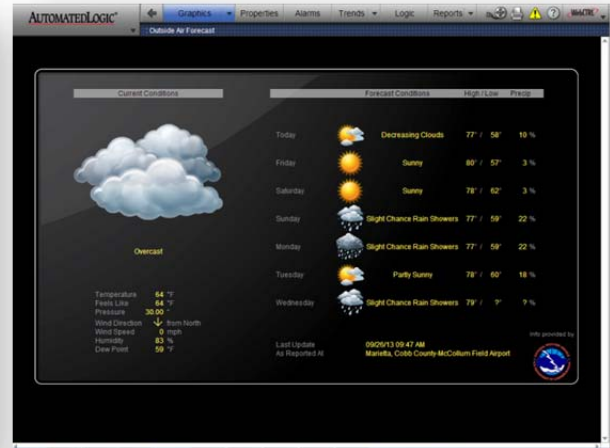 AUTOMATEDLOGIC®
Graphics Properties Alarms Trends Logic Reports WebCTRL
Outside Air Forecast
Current Conditions
Forecast Conditions High / Low Precip
Today Decreasing Clouds 77° / 58° 10 %
Friday Sunny 80° / 57° 3 %
Saturday Sunny 78° / 62° 3 %
Sunday Slight Chance Rain Showers 77° / 59° 22 %
Monday Slight Chance Rain Showers 77° / 59° 22 %
Tuesday Partly Sunny 78° / 60° 18 %
Wednesday Slight Chance Rain Showers 79° / ?° ? %
Overcast
Temperature 64 °F
Feels Like 64 °F
Pressure 30.00 "
Wind Direction from North
Wind Speed 0 mph
Humidity 83 %
Dew Point 59 °F
Last Update 09/26/13 09:47 AM
As Reported At Marietta, Cobb County-McCollum Field Airport
Info provided by